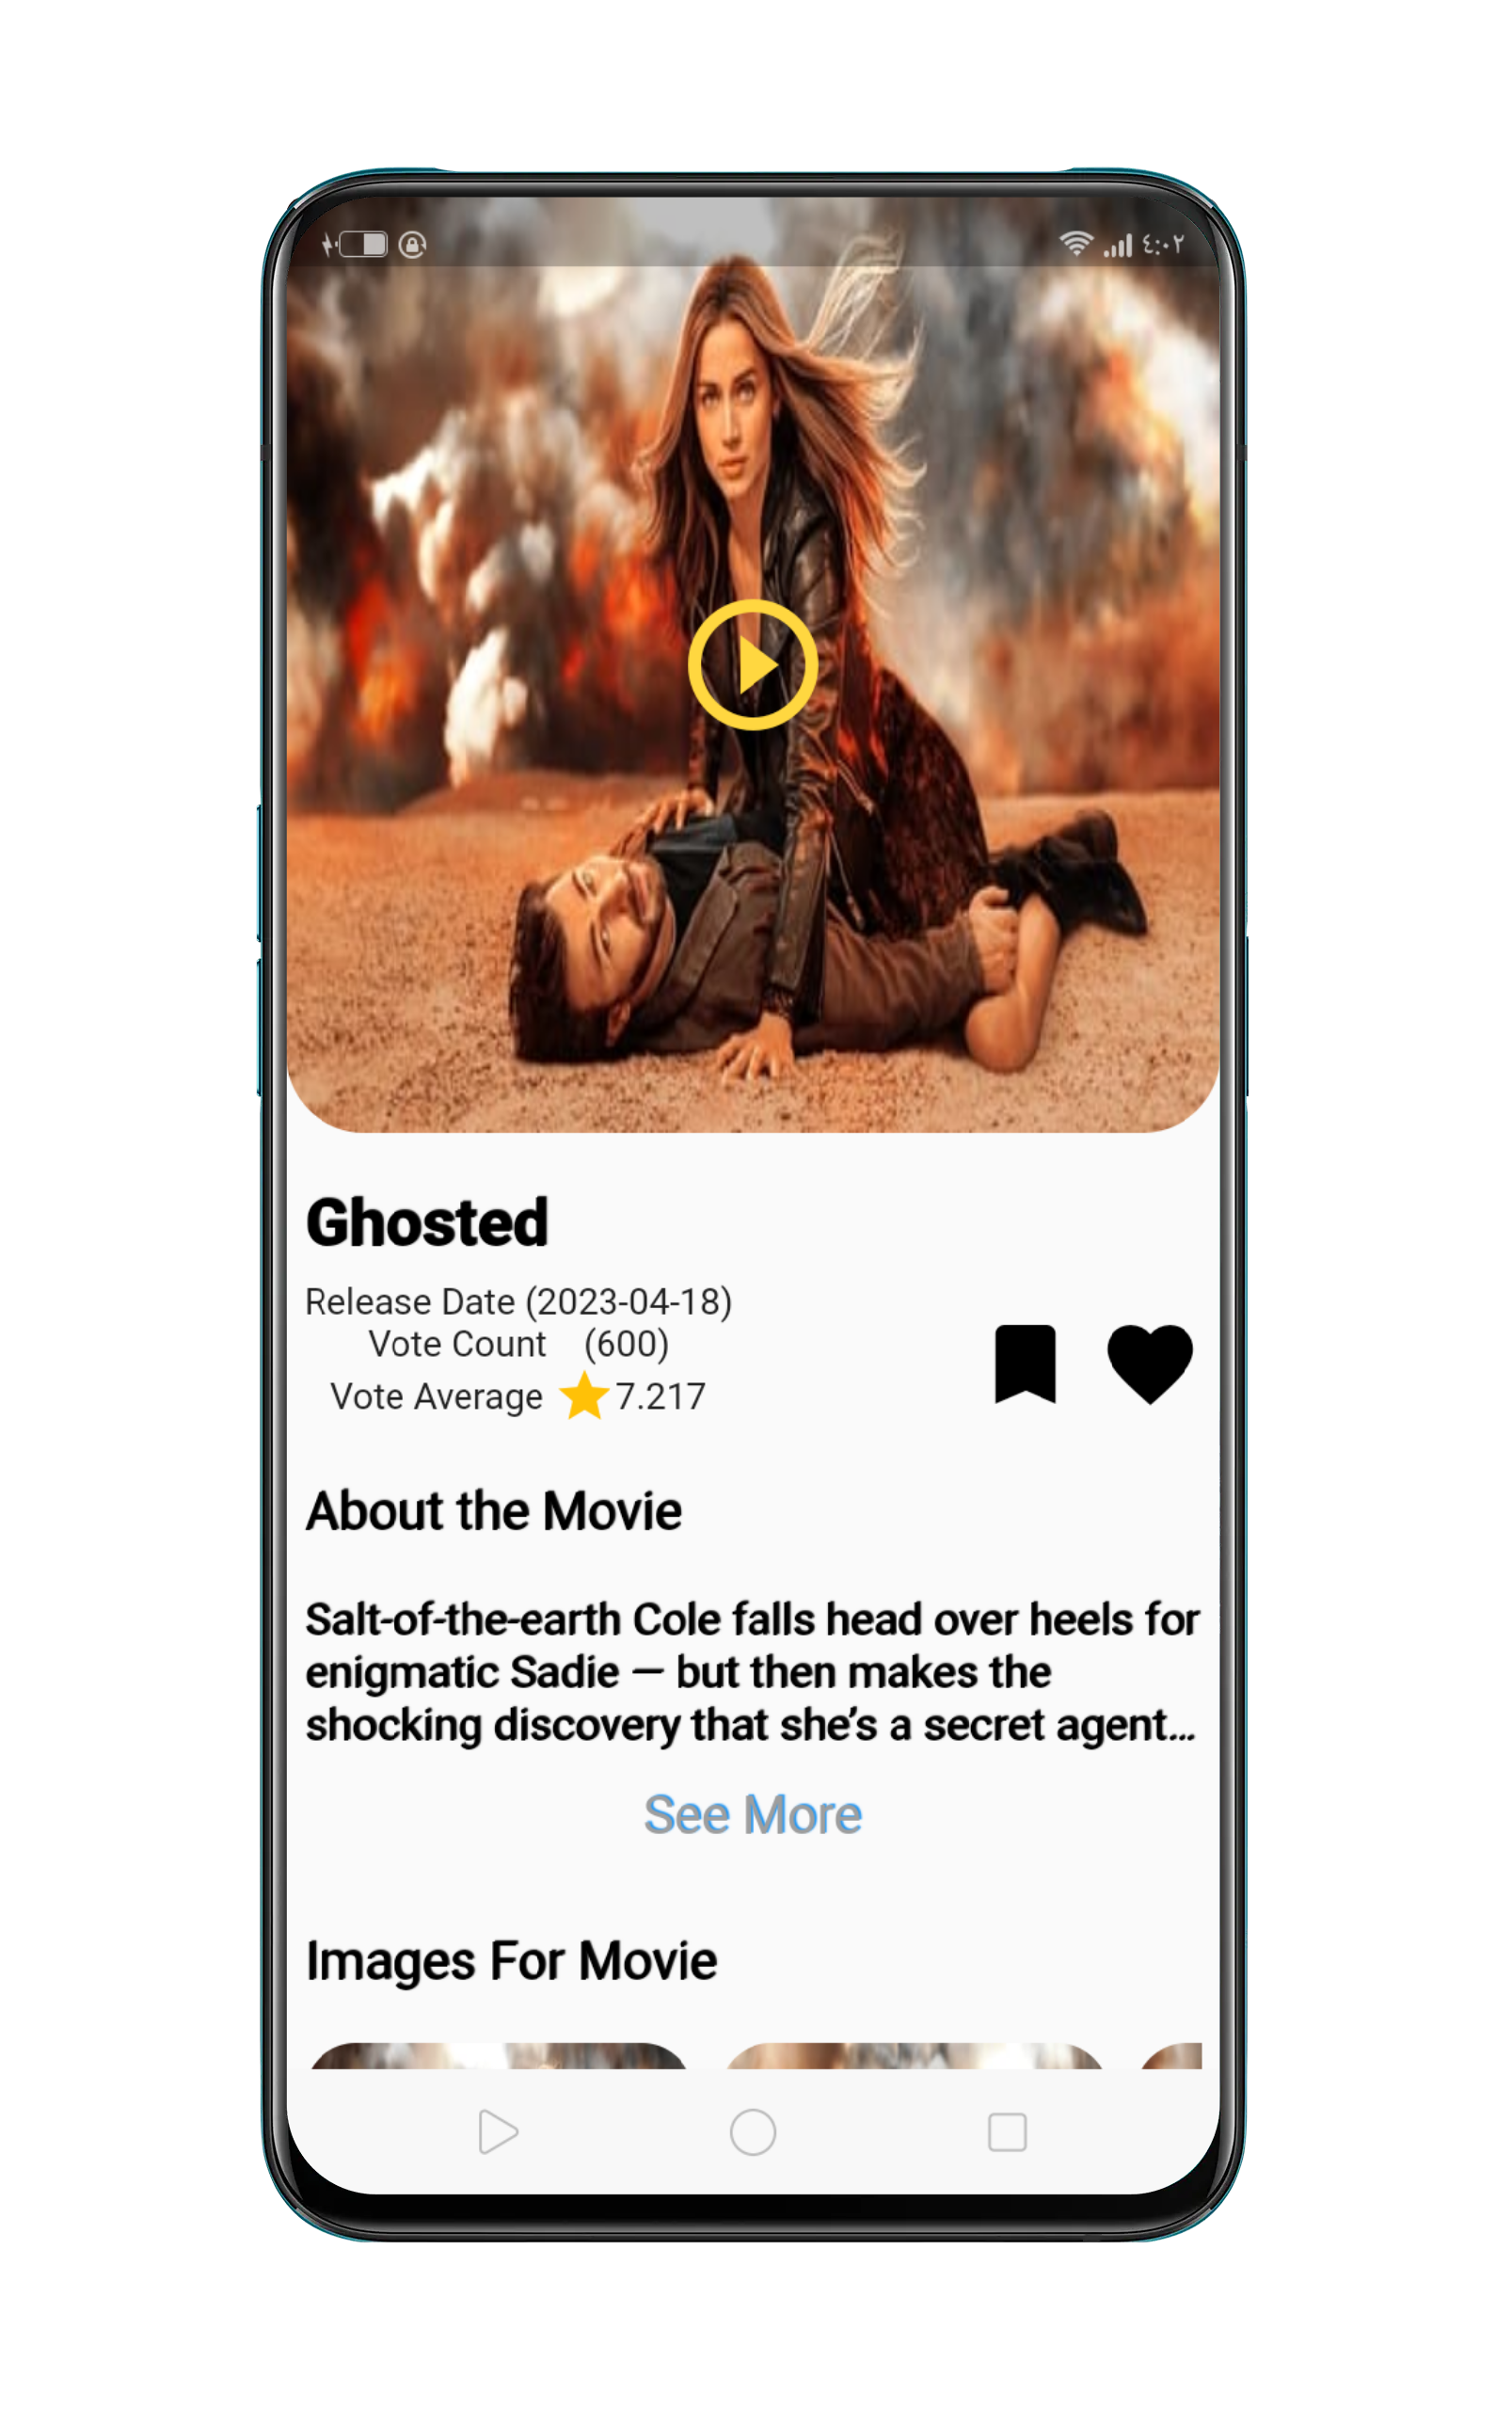 ٤:٠٢
Ghosted
Release Date (2023-04-18)
Vote Count (600)
Vote Average 7.217
About the Movie
Salt-of-the-earth Cole falls head over heels for
enigmatic Sadie — but then makes the
shocking discovery that she’s a secret agent...
See More
Images For Movie